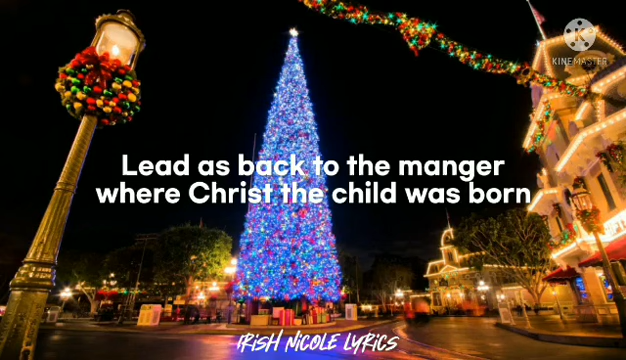 KINEMASTER
Lead as back to the manger
where Christ the child was born
IRISH NICOLE LYRICS